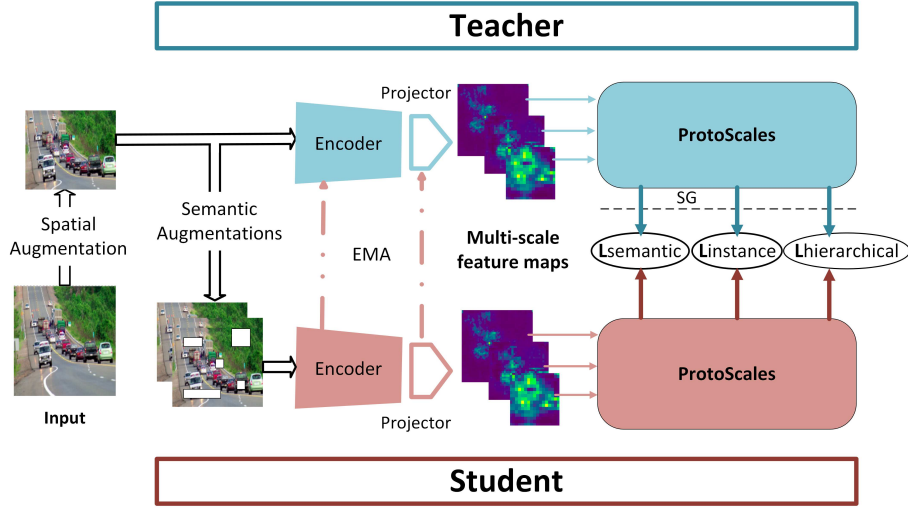 Teacher
Projector
Encoder
ProtoScales
Spatial
Augmentation
Semantic
Augmentations
EMA
Multi-scale
feature maps
SG
Lsemantic
Linstance
Lhierarchical
Encoder
ProtoScales
Input
Projector
Student